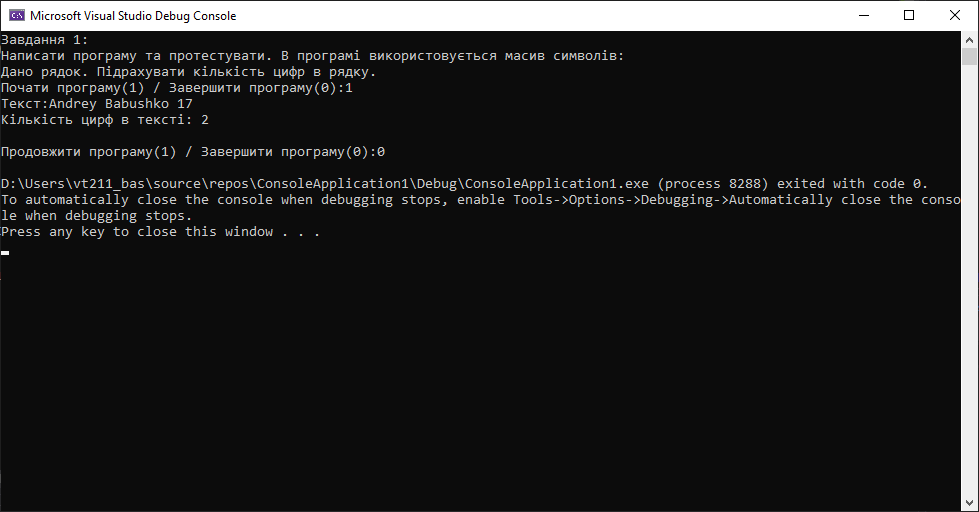 Microsoft Visual Studio Debug Console
Завдання 1:
Написати програму та протестувати. В програмі використовується масив символів:
Дано рядок. Підрахувати кількість цифр в рядку.
Почати програму(1) / Завершити програму(0):1
Текст:Andrey Babushko 17
Кількість цирф в тексті: 2
Продовжити програму(1) / Завершити програму(0):0
D:\Users\vt211_bas\source\repos\ConsoleApplication1\Debug\ConsoleApplication1.exe (process 8288) exited with code 0.
To automatically close the console when debugging stops, enable Tools->Options->Debugging->Automatically close the conso
le when debugging stops.
Press any key to close this window . . .